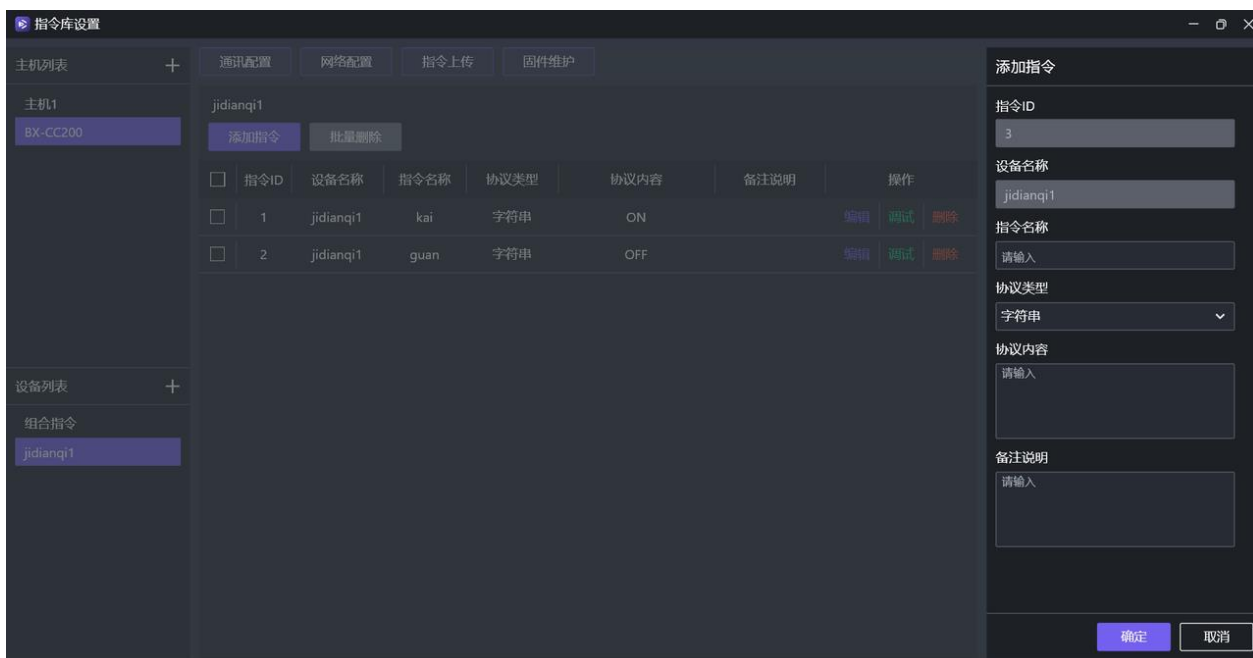 指令库设置
主机列表
主机1
BX-CC200
设备列表
组合指令
jidianqi1
通讯配置 网络配置 指令上传 固件维护
jidianqi1
添加指令 批量删除
指令ID 设备名称 指令名称 协议类型 协议内容 备注说明 操作
1 jidianqi1 kai 字符串 ON 编辑 调试 删除
2 jidianqi1 guan 字符串 OFF 编辑 调试 删除
添加指令
指令ID
3
设备名称
jidianqi1
指令名称
请输入
协议类型
字符串
协议内容
请输入
备注说明
请输入
确定 取消